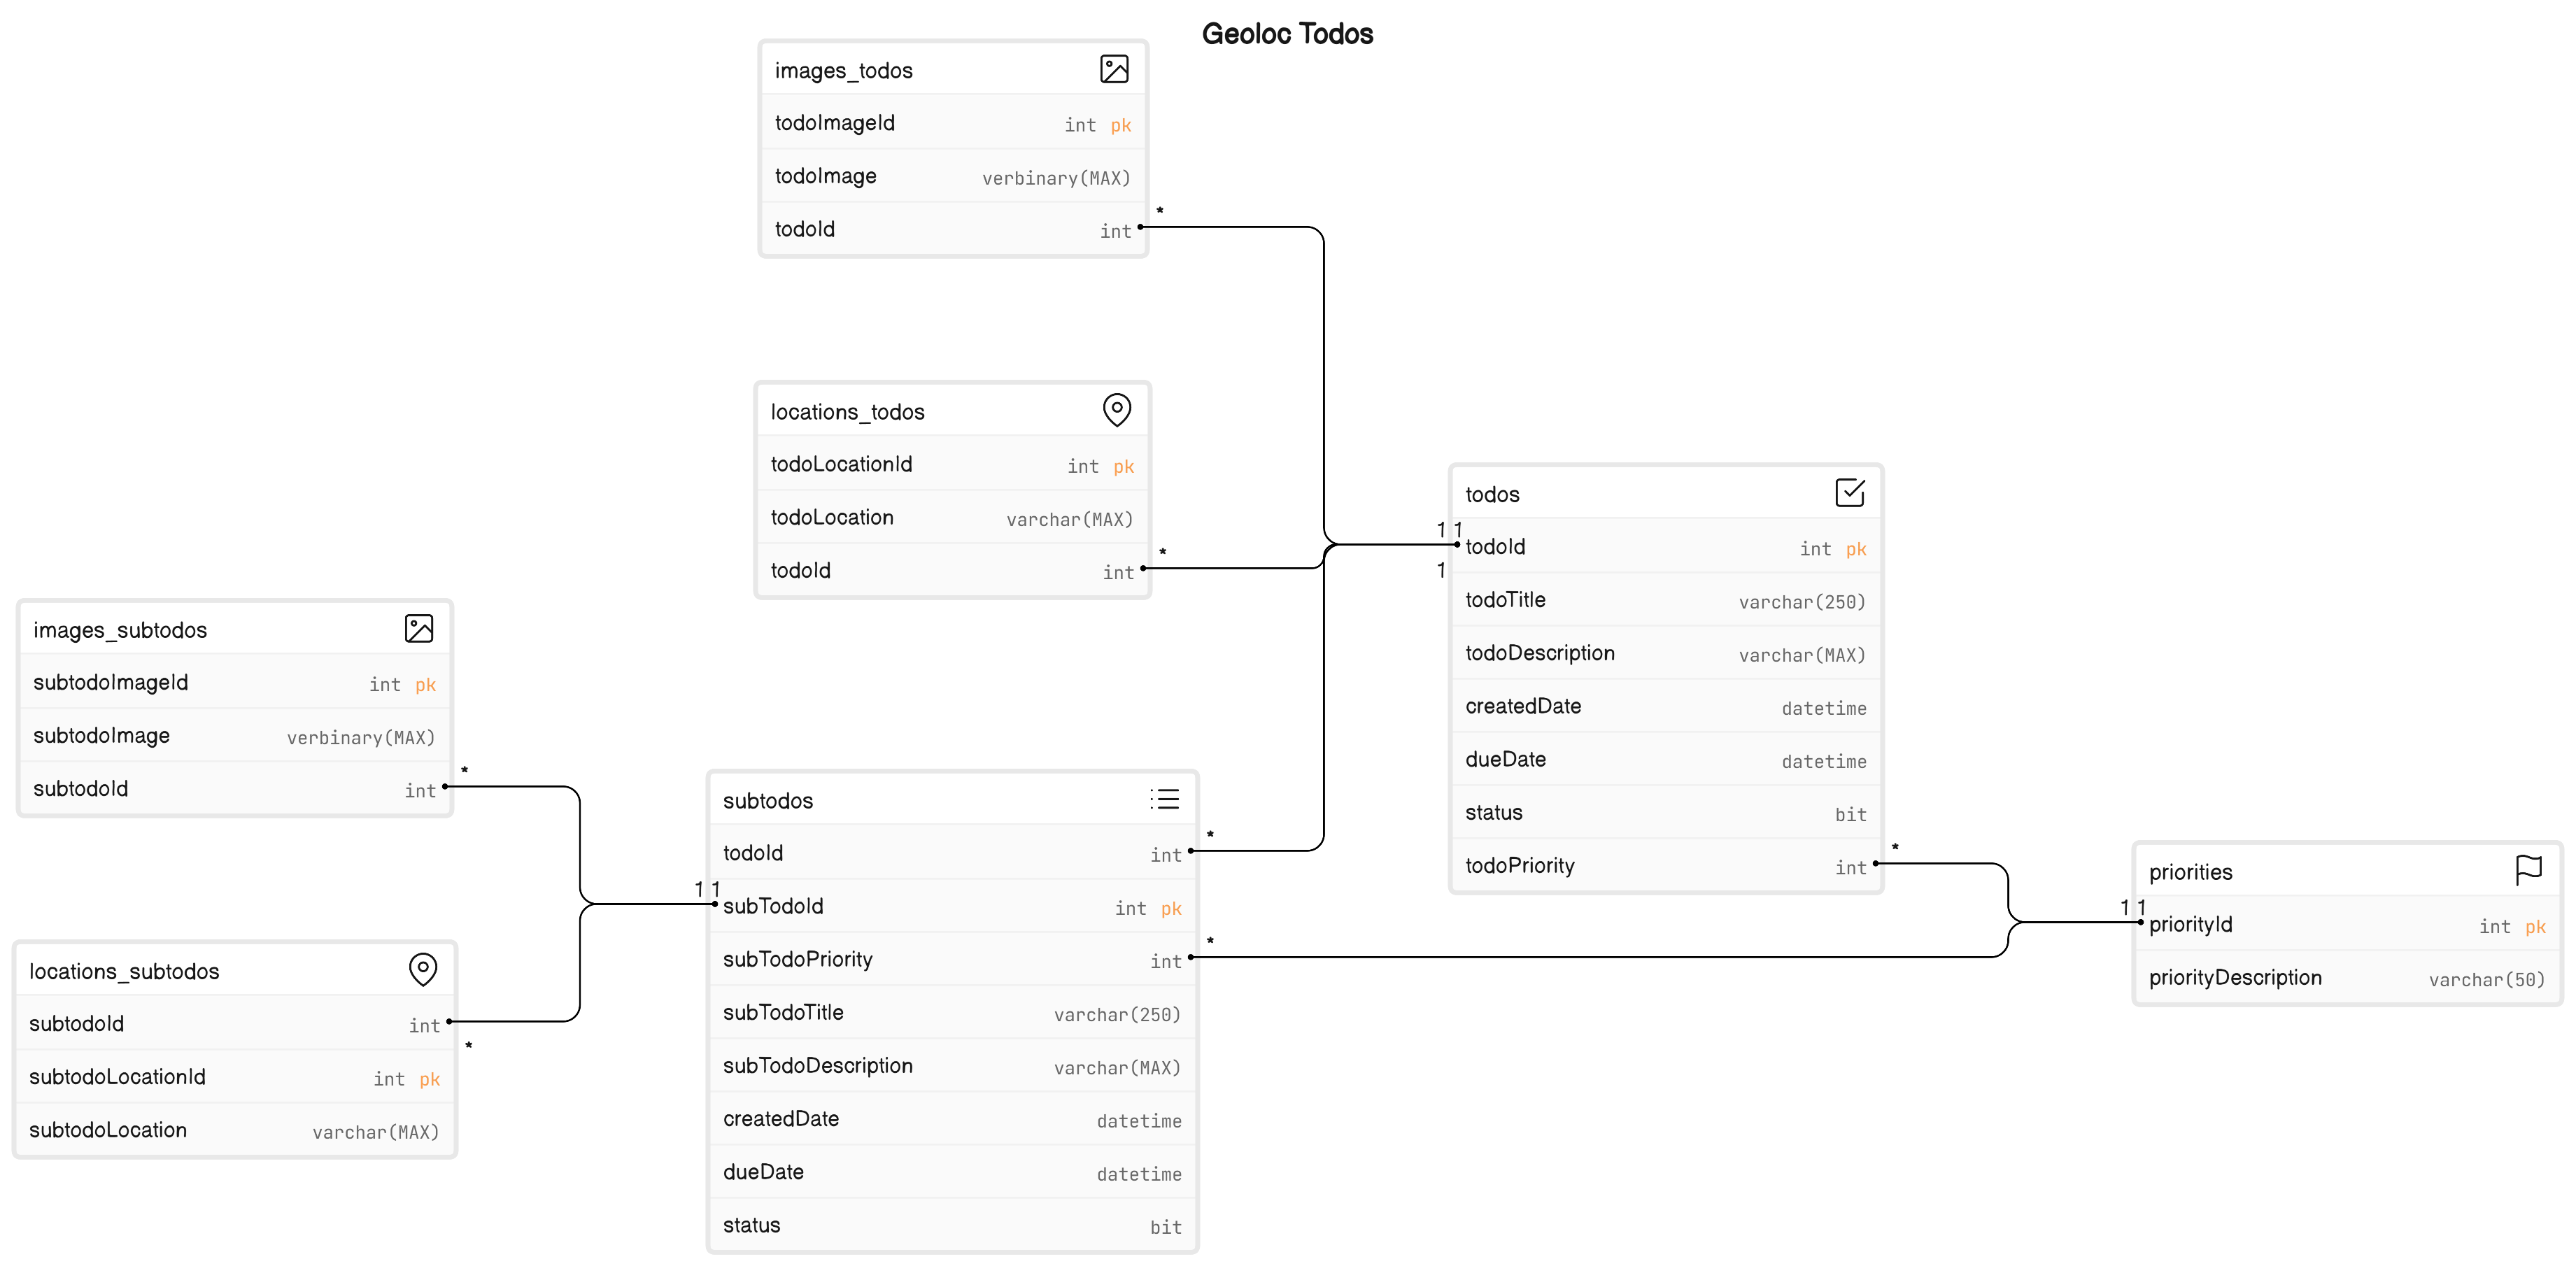 Geoloc Todos
images_todos
todoImageId int pk
todoImage verbinary(MAX)
todoId int
*
locations_todos
todoLocationId int pk
todoLocation varchar(MAX)
todoId int
*
todos
1 1
todoId int pk
1
todoTitle varchar(250)
todoDescription varchar(MAX)
createdDate datetime
dueDate datetime
status bit
todoPriority int
*
images_subtodos
subtodoImageId int pk
subtodoImage verbinary(MAX)
subtodoId int
*
locations_subtodos
subtodoId int
*
subtodoLocationId int pk
subtodoLocation varchar(MAX)
subtodos
todoId int
*
1 1
subTodoId int pk
subTodoPriority int
*
subTodoTitle varchar(250)
subTodoDescription varchar(MAX)
createdDate datetime
dueDate datetime
status bit
priorities
1 1
priorityId int pk
priorityDescription varchar(50)